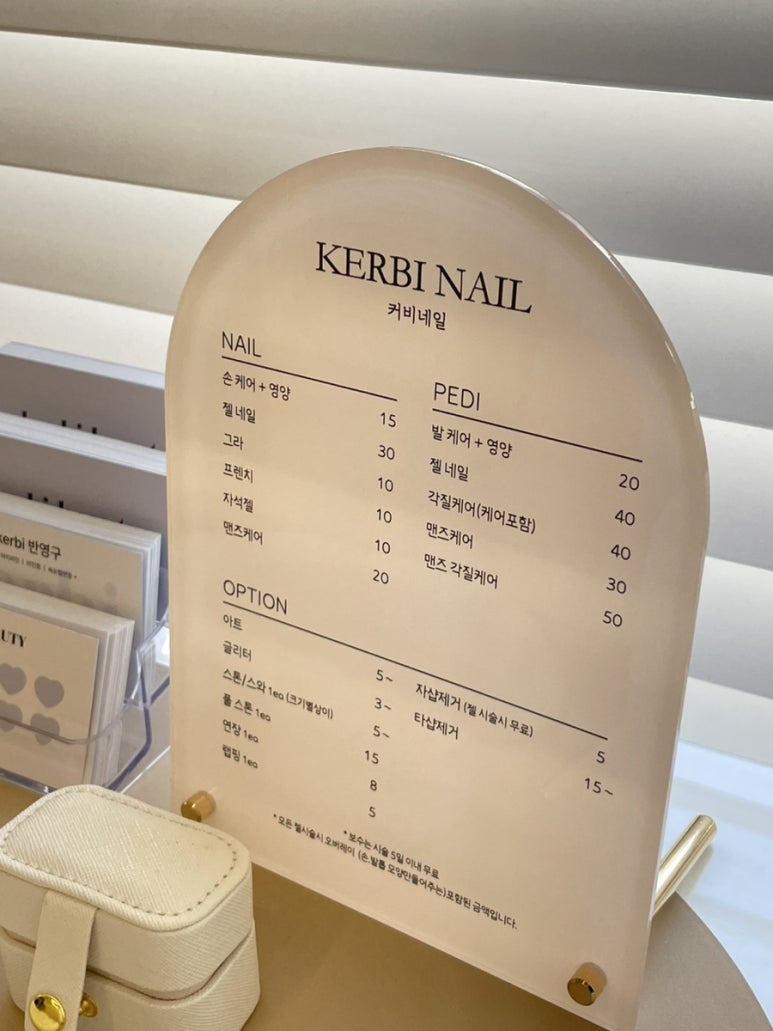 KERBI NAIL
커비네일
NAIL
손 케어 + 영양 15
젤 네일 30
그라 10
프렌치 10
자석젤 10
맨즈케어 20
PEDI
발 케어 + 영양 20
젤 네일 40
각질케어(케어포함) 40
맨즈케어 30
맨즈 각질케어 50
OPTION
아트 5~
글리터 3~
스톤/스와 1ea (크기별상이) 5~
풀 스톤 1ea 15
연장 1ea 8
랩핑 1ea 5
자샵제거 (젤 시술시 무료) 5
타샵제거 15~
* 보수는 시술 5일 이내 무료
* 모든 젤시술시 오버레이 (손,발톱 모양만들어주는)포함된 금액입니다.
kerbi 반영구
UTY